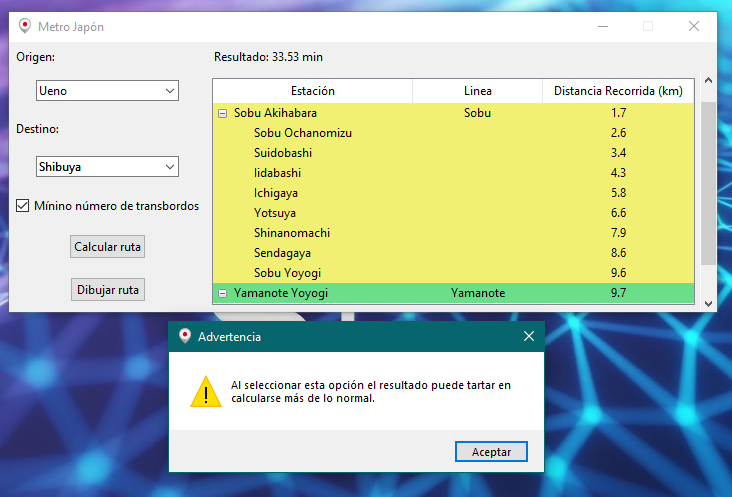 Metro Japón
Origen:
Resultado: 33.53 min
Ueno
Destino:
Shibuya
Mínino número de transbordos
Calcular ruta
Dibujar ruta
Estación Linea Distancia Recorrida (km)
Sobu Akihabara Sobu 1.7
Sobu Ochanomizu 2.6
Suidobashi 3.4
Iidabashi 4.3
Ichigaya 5.8
Yotsuya 6.6
Shinanomachi 7.9
Sendagaya 8.6
Sobu Yoyogi 9.6
Yamanote Yoyogi Yamanote 9.7
Advertencia
Al seleccionar esta opción el resultado puede tartar en
calcularse más de lo normal.
Aceptar